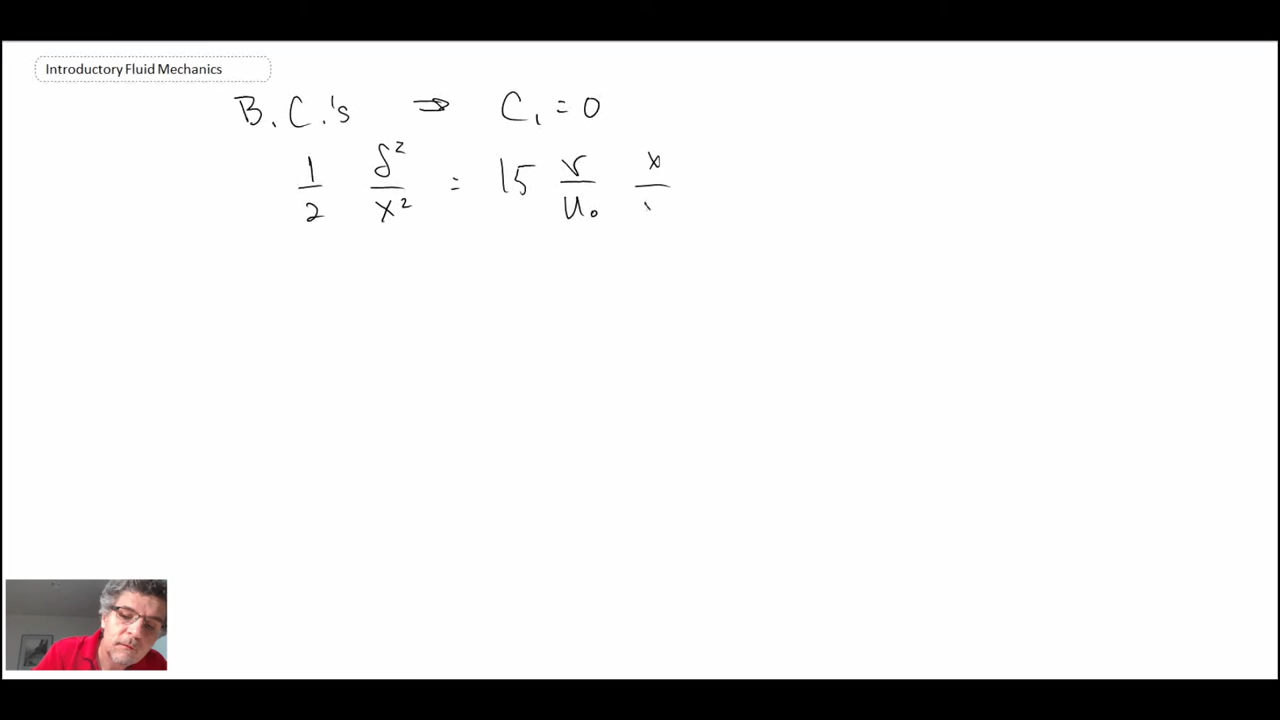 Introductory Fluid Mechanics
B.C.'s ⇒ C₁ = 0
1/2 δ²/x² = 15 ν/U₀ x/